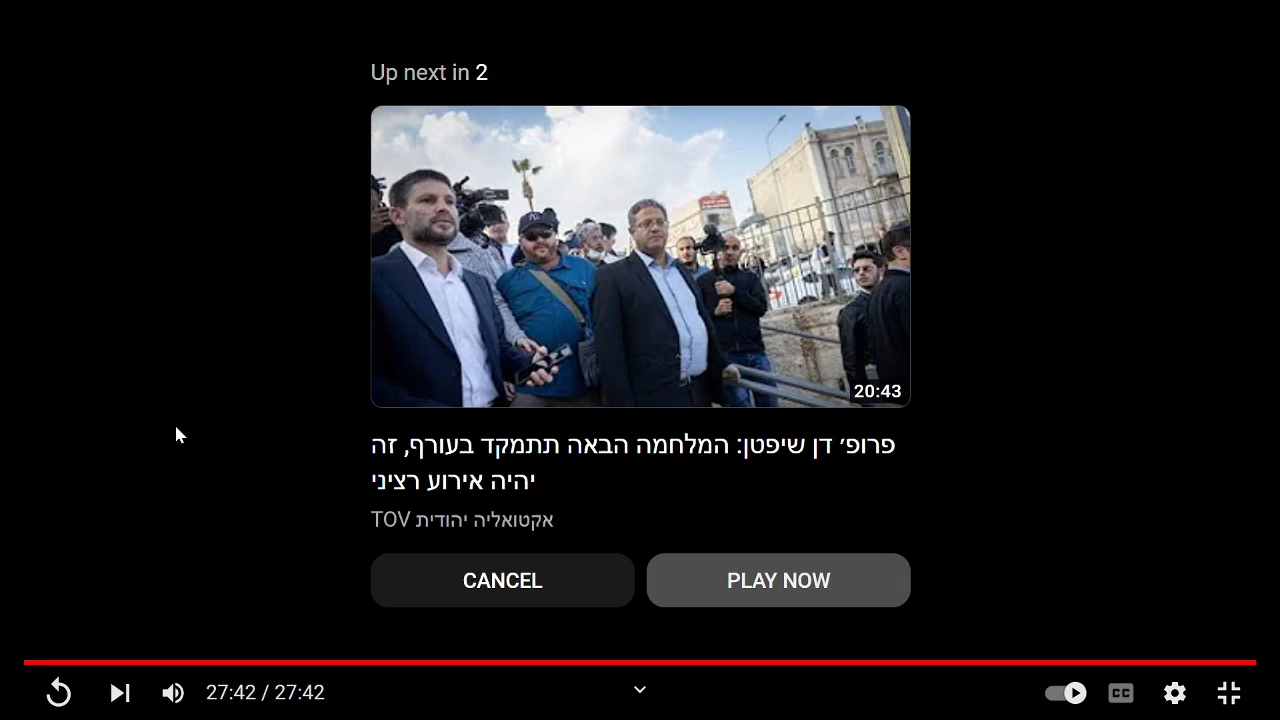 Up next in 2
20:43
פרופ׳ דן שיפטן: המלחמה הבאה תתמקד בעורף, זה
יהיה אירוע רציני
אקטואליה יהודית TOV
CANCEL
PLAY NOW
27:42 / 27:42
CC